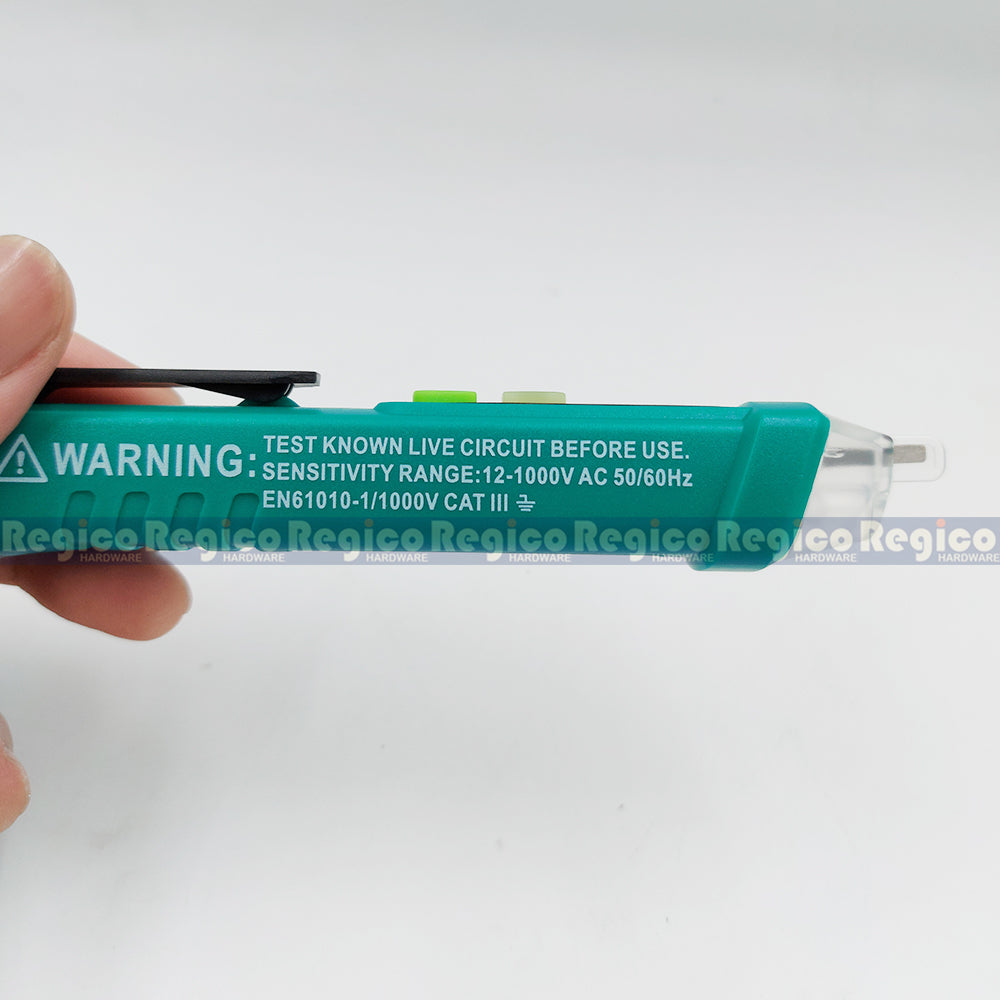 WARNING:
TEST KNOWN LIVE CIRCUIT BEFORE USE.
SENSITIVITY RANGE:12-1000V AC 50/60Hz
EN61010-1/1000V CAT III
Regico Regico Regico Regico Regico Regico Regico
HARDWARE HARDWARE HARDWARE HARDWARE HARDWARE HARDWARE HARDWARE